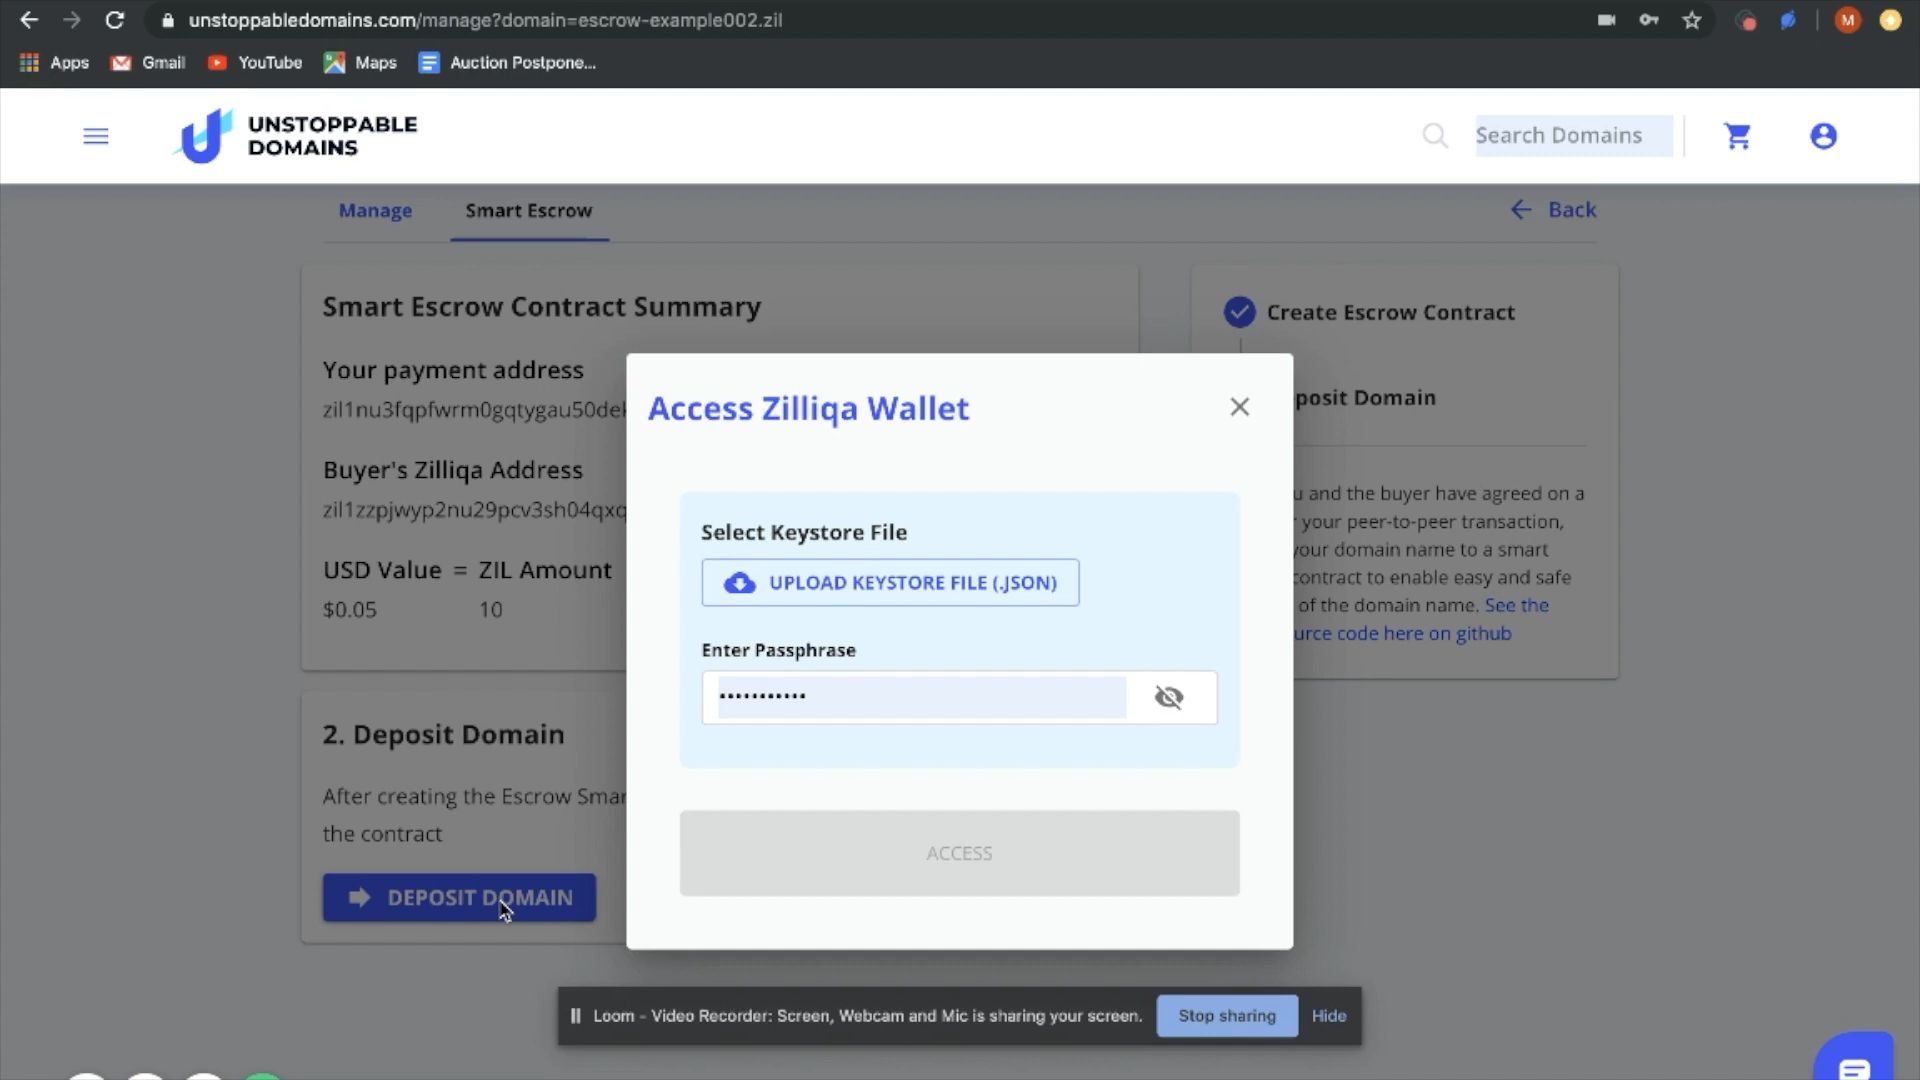 unstoppabledomains.com/manage?domain=escrow-example002.zil
M
Apps
Gmail
YouTube
Maps
Auction Postpone...
UNSTOPPABLE
DOMAINS
Search Domains
Manage
Smart Escrow
Back
Smart Escrow Contract Summary
Your payment address
zil1nu3fqpfwrm0gqtygau50de
Buyer's Zilliqa Address
zil1zzpjwyp2nu29pcv3sh04qxq
USD Value = ZIL Amount
$0.05 10
Create Escrow Contract
posit Domain
u and the buyer have agreed on a
your peer-to-peer transaction,
your domain name to a smart
contract to enable easy and safe
of the domain name. See the
urce code here on github
2. Deposit Domain
After creating the Escrow Smar
the contract
DEPOSIT DOMAIN
Access Zilliqa Wallet
Select Keystore File
UPLOAD KEYSTORE FILE (.JSON)
Enter Passphrase
•••••••••••
ACCESS
Loom – Video Recorder: Screen, Webcam and Mic is sharing your screen.
Stop sharing
Hide